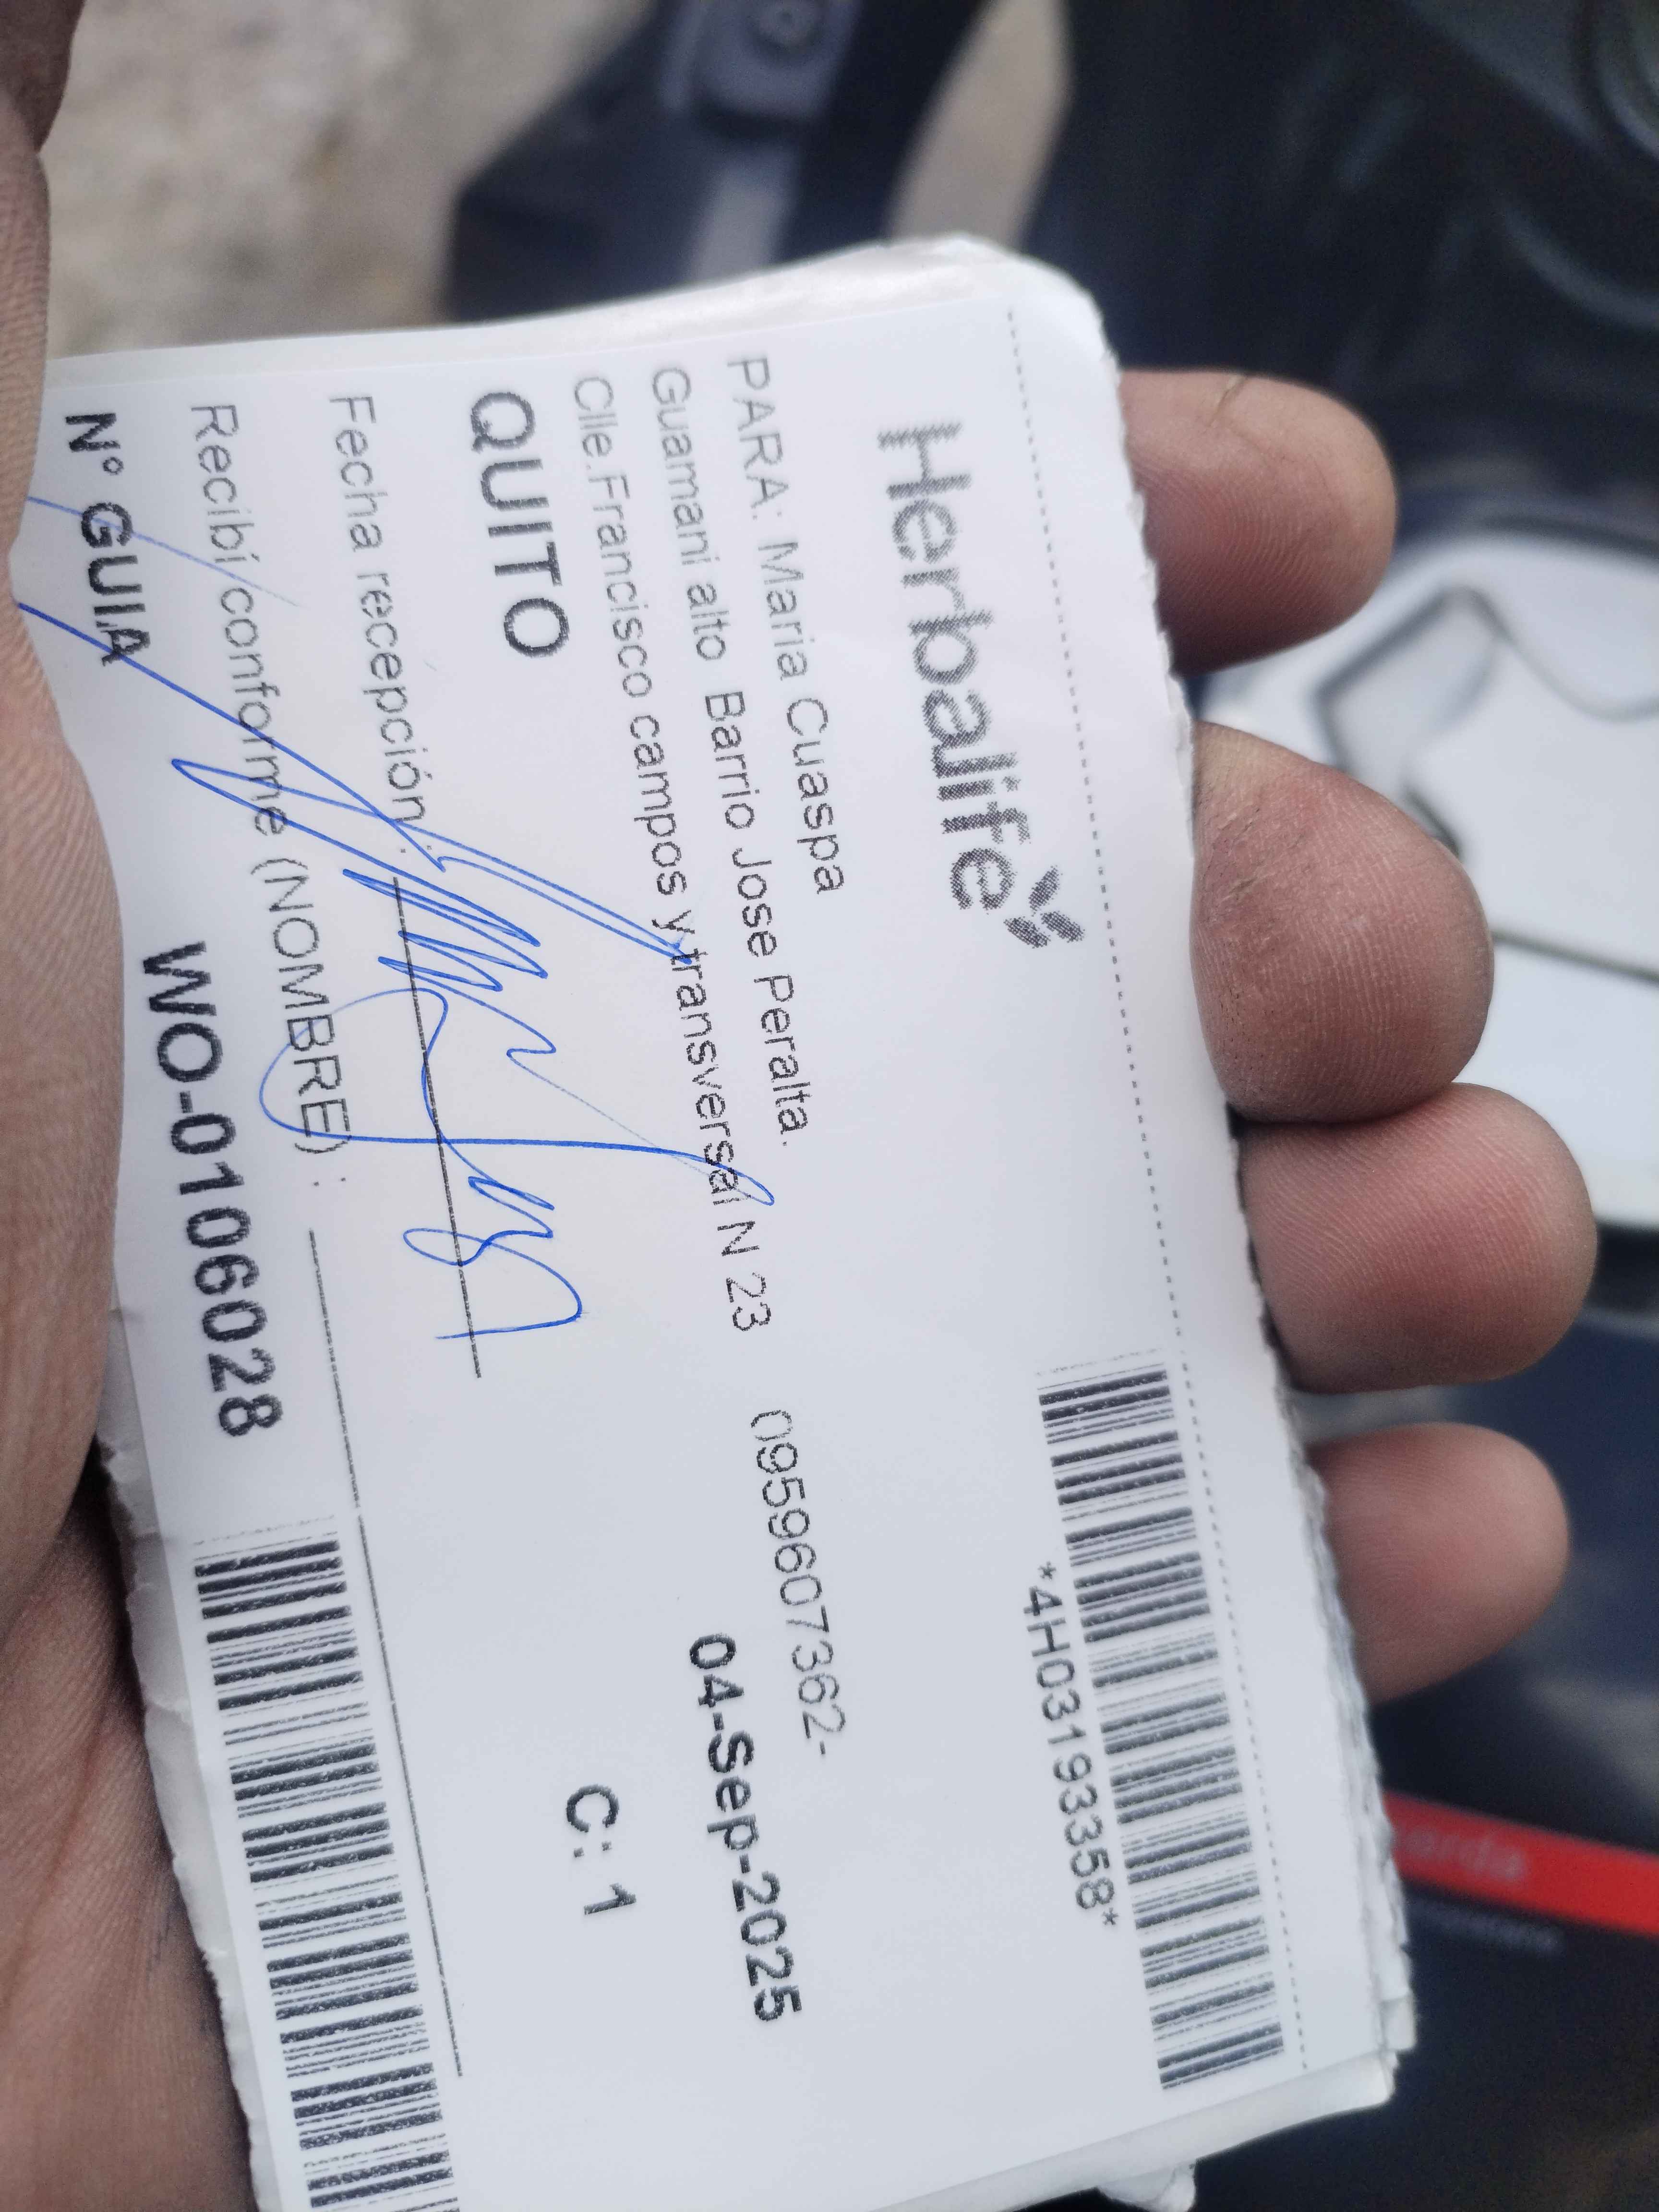 Herbalife
*4H03193358*
PARA: Maria Cuaspa
Guamani alto Barrio Jose Peralta.
0959607362-
Clle.Francisco campos y transversal N 23
04-Sep-2025
QUITO
C: 1
Fecha recepción :
Recibí conforme (NOMBRE) :
N° GUIA
WO-0106028